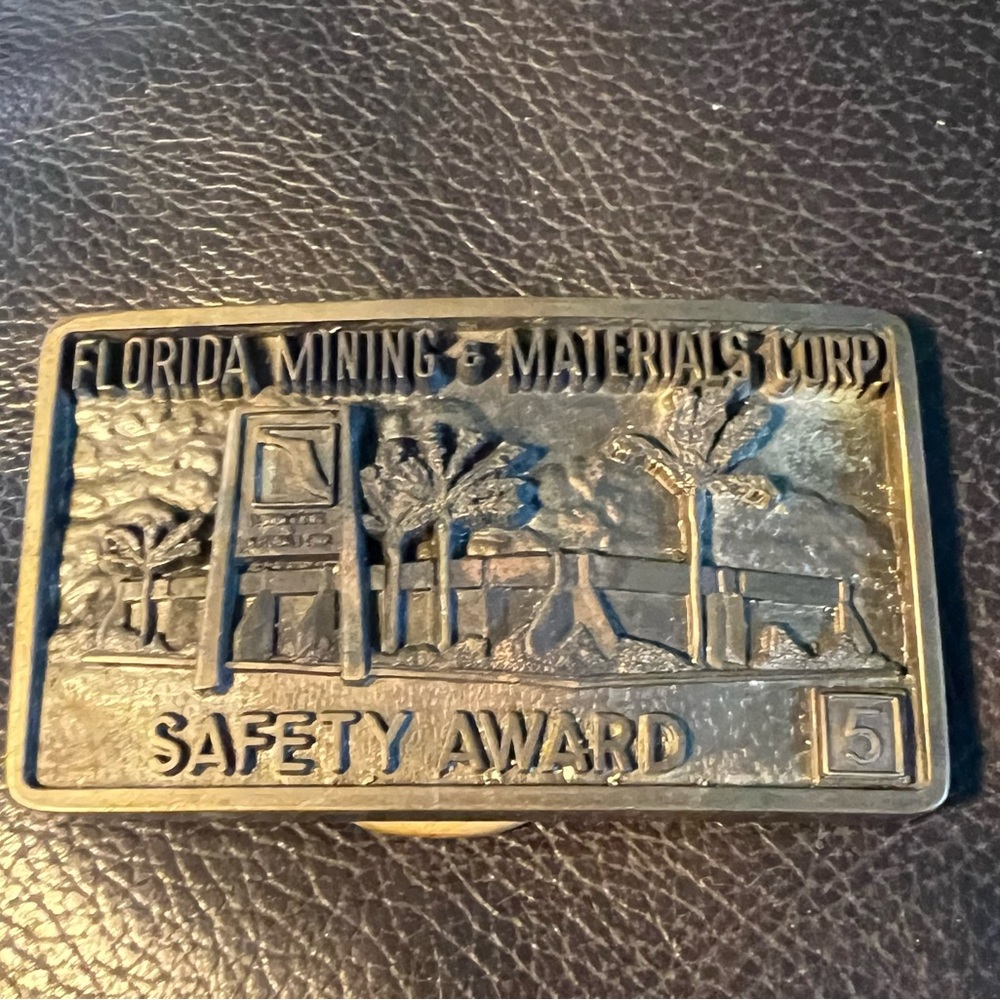 FLORIDA MINING & MATERIALS CORP.
SAFETY AWARD
5